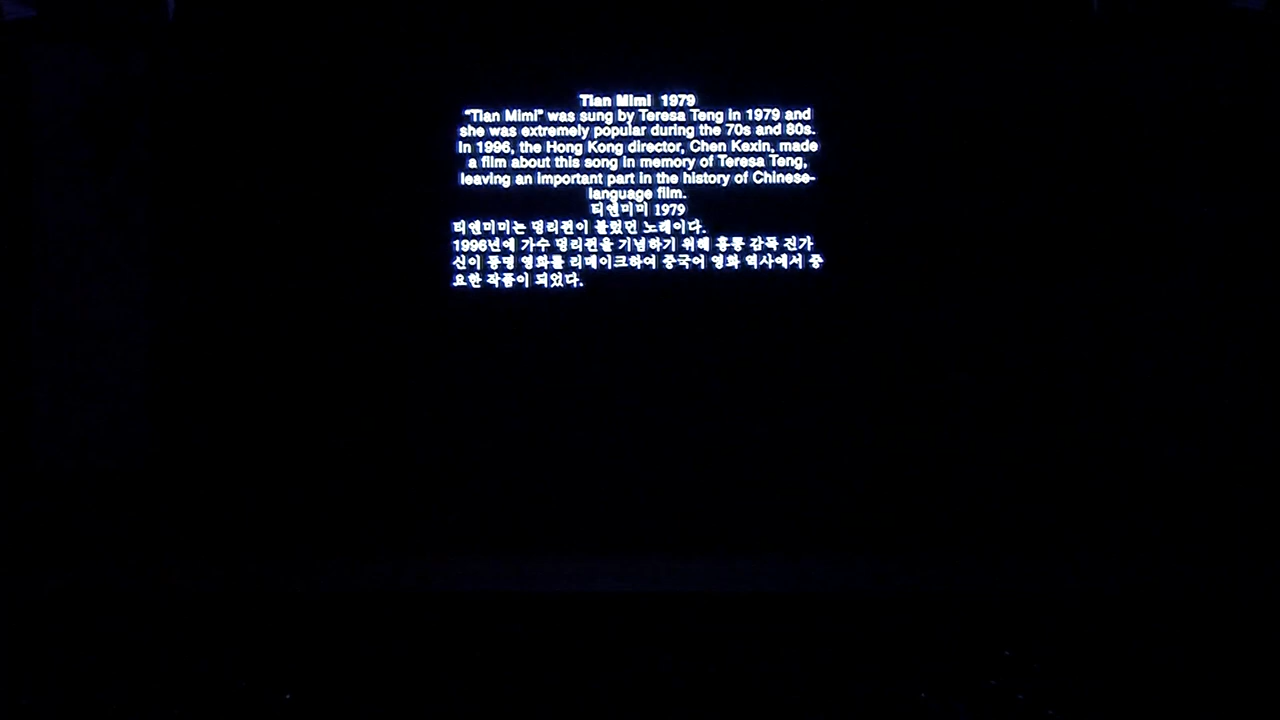 Tian Mimi 1979
“Tian Mimi” was sung by Teresa Teng in 1979 and
she was extremely popular during the 70s and 80s.
In 1996, the Hong Kong director, Chen Kexin, made
a film about this song in memory of Teresa Teng,
leaving an important part in the history of Chinese-
language film.
티엔미미 1979
티엔미미는 덩리쥔이 불렀던 노래이다.
1996년에 가수 덩리쥔을 기념하기 위해 홍콩 감독 진가
신이 동명 영화를 리메이크하여 중국어 영화 역사에서 중
요한 작품이 되었다.